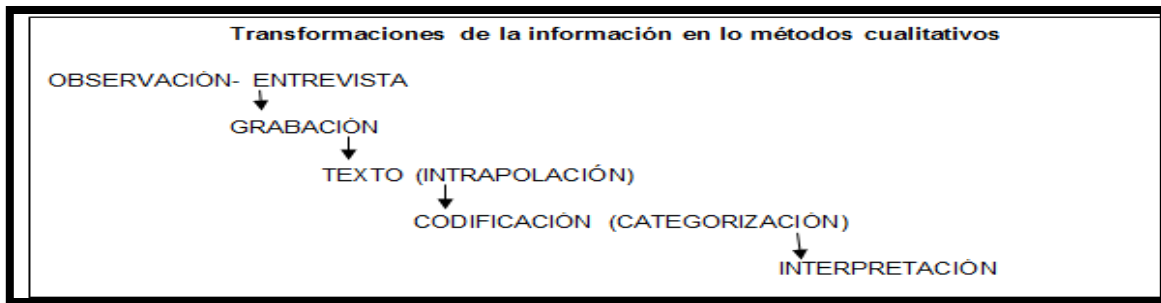 Transformaciones de la información en lo métodos cualitativos
OBSERVACIÓN- ENTREVISTA
GRABACIÓN
TEXTO (INTRAPOLACIÓN)
CODIFICACIÓN (CATEGORIZACIÓN)
INTERPRETACIÓN